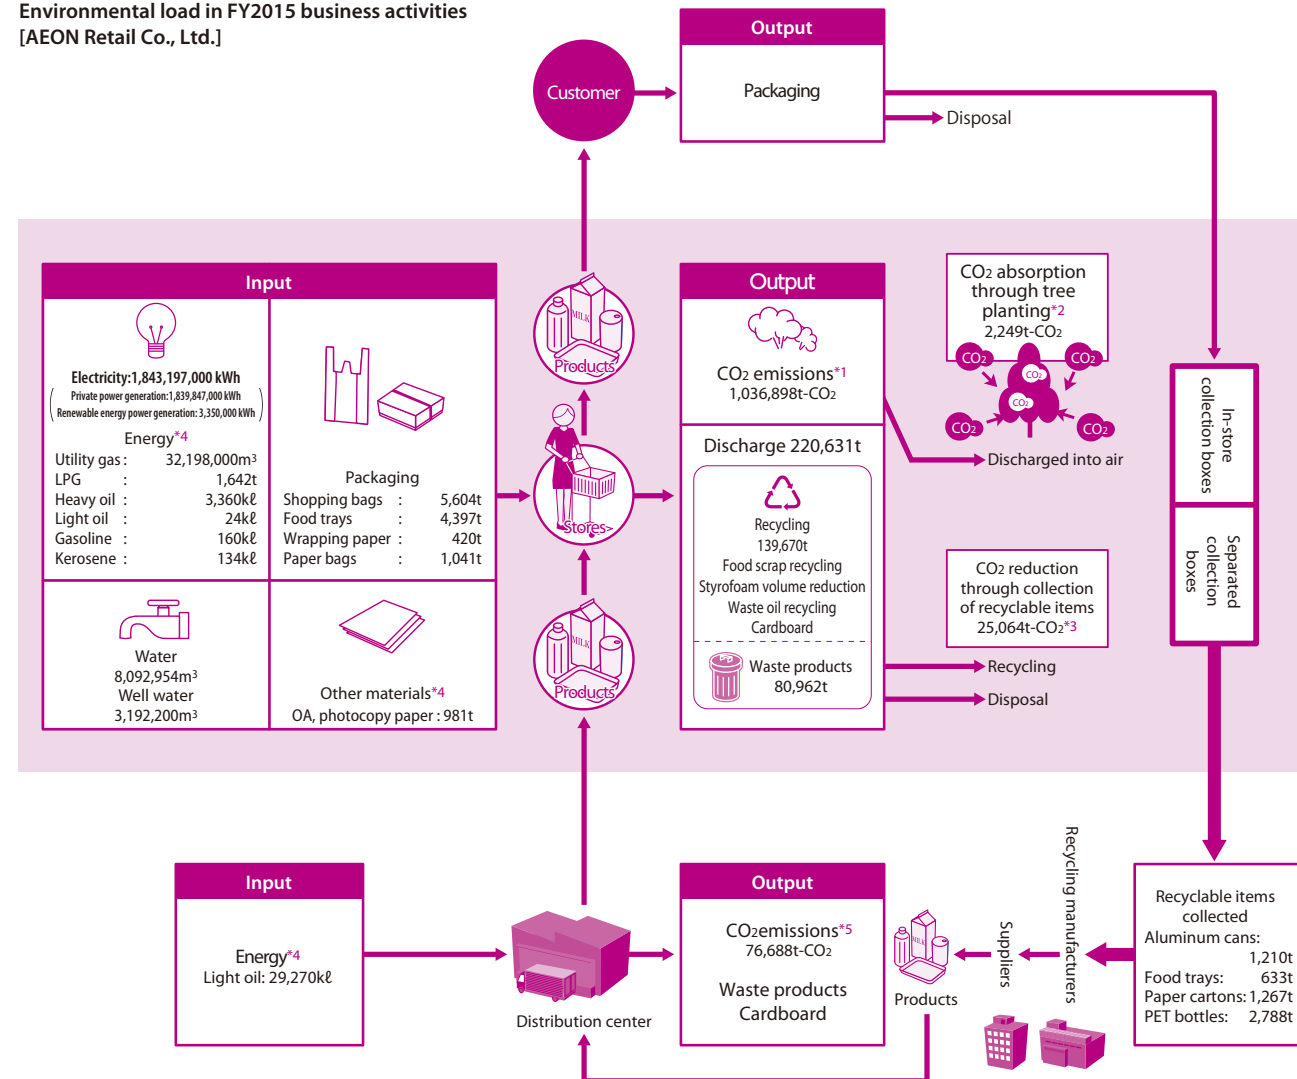 Environmental load in FY2015 business activities
[AEON Retail Co., Ltd.]
Customer
Output
Packaging
Disposal
Input
Electricity:1,843,197,000 kWh
(Private power generation:1,839,847,000 kWh
Renewable energy power generation: 3,350,000 kWh)
Energy*4
Utility gas : 32,198,000m³
LPG : 1,642t
Heavy oil : 3,360kℓ
Light oil : 24kℓ
Gasoline : 160kℓ
Kerosene : 134kℓ
Packaging
Shopping bags : 5,604t
Food trays : 4,397t
Wrapping paper : 420t
Paper bags : 1,041t
Water
8,092,954m³
Well water
3,192,200m³
Other materials*4
OA, photocopy paper : 981t
MILK
Products
Stores>
MILK
Products
Output
CO₂ emissions*1
1,036,898t-CO₂
Discharge 220,631t
Recycling
139,670t
Food scrap recycling
Styrofoam volume reduction
Waste oil recycling
Cardboard
Waste products
80,962t
CO₂ absorption
through tree
planting*2
2,249t-CO₂
CO₂
CO₂
CO₂
CO₂
CO₂
CO₂
Discharged into air
CO₂ reduction
through collection
of recyclable items
25,064t-CO₂*3
Recycling
Disposal
In-store
collection boxes
Separated
collection
boxes
Input
Energy*4
Light oil: 29,270kℓ
Distribution center
Output
CO₂emissions*5
76,688t-CO₂
Waste products
Cardboard
MILK
Products
Suppliers
Recycling manufacturers
Recyclable items
collected
Aluminum cans:
1,210t
Food trays: 633t
Paper cartons: 1,267t
PET bottles: 2,788t